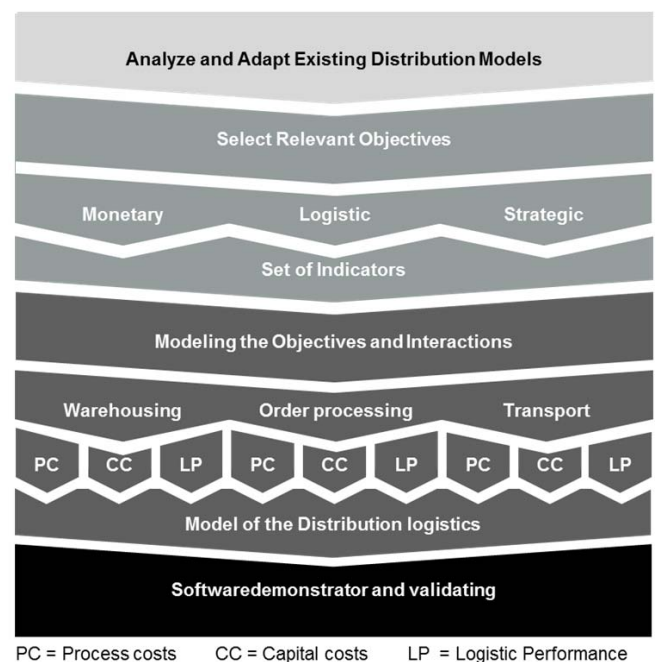 Analyze and Adapt Existing Distribution Models
Select Relevant Objectives
Monetary Logistic Strategic
Set of Indicators
Modeling the Objectives and Interactions
Warehousing Order processing Transport
PC CC LP PC CC LP PC CC LP
Model of the Distribution logistics
Softwaredemonstrator and validating
PC = Process costs CC = Capital costs LP = Logistic Performance